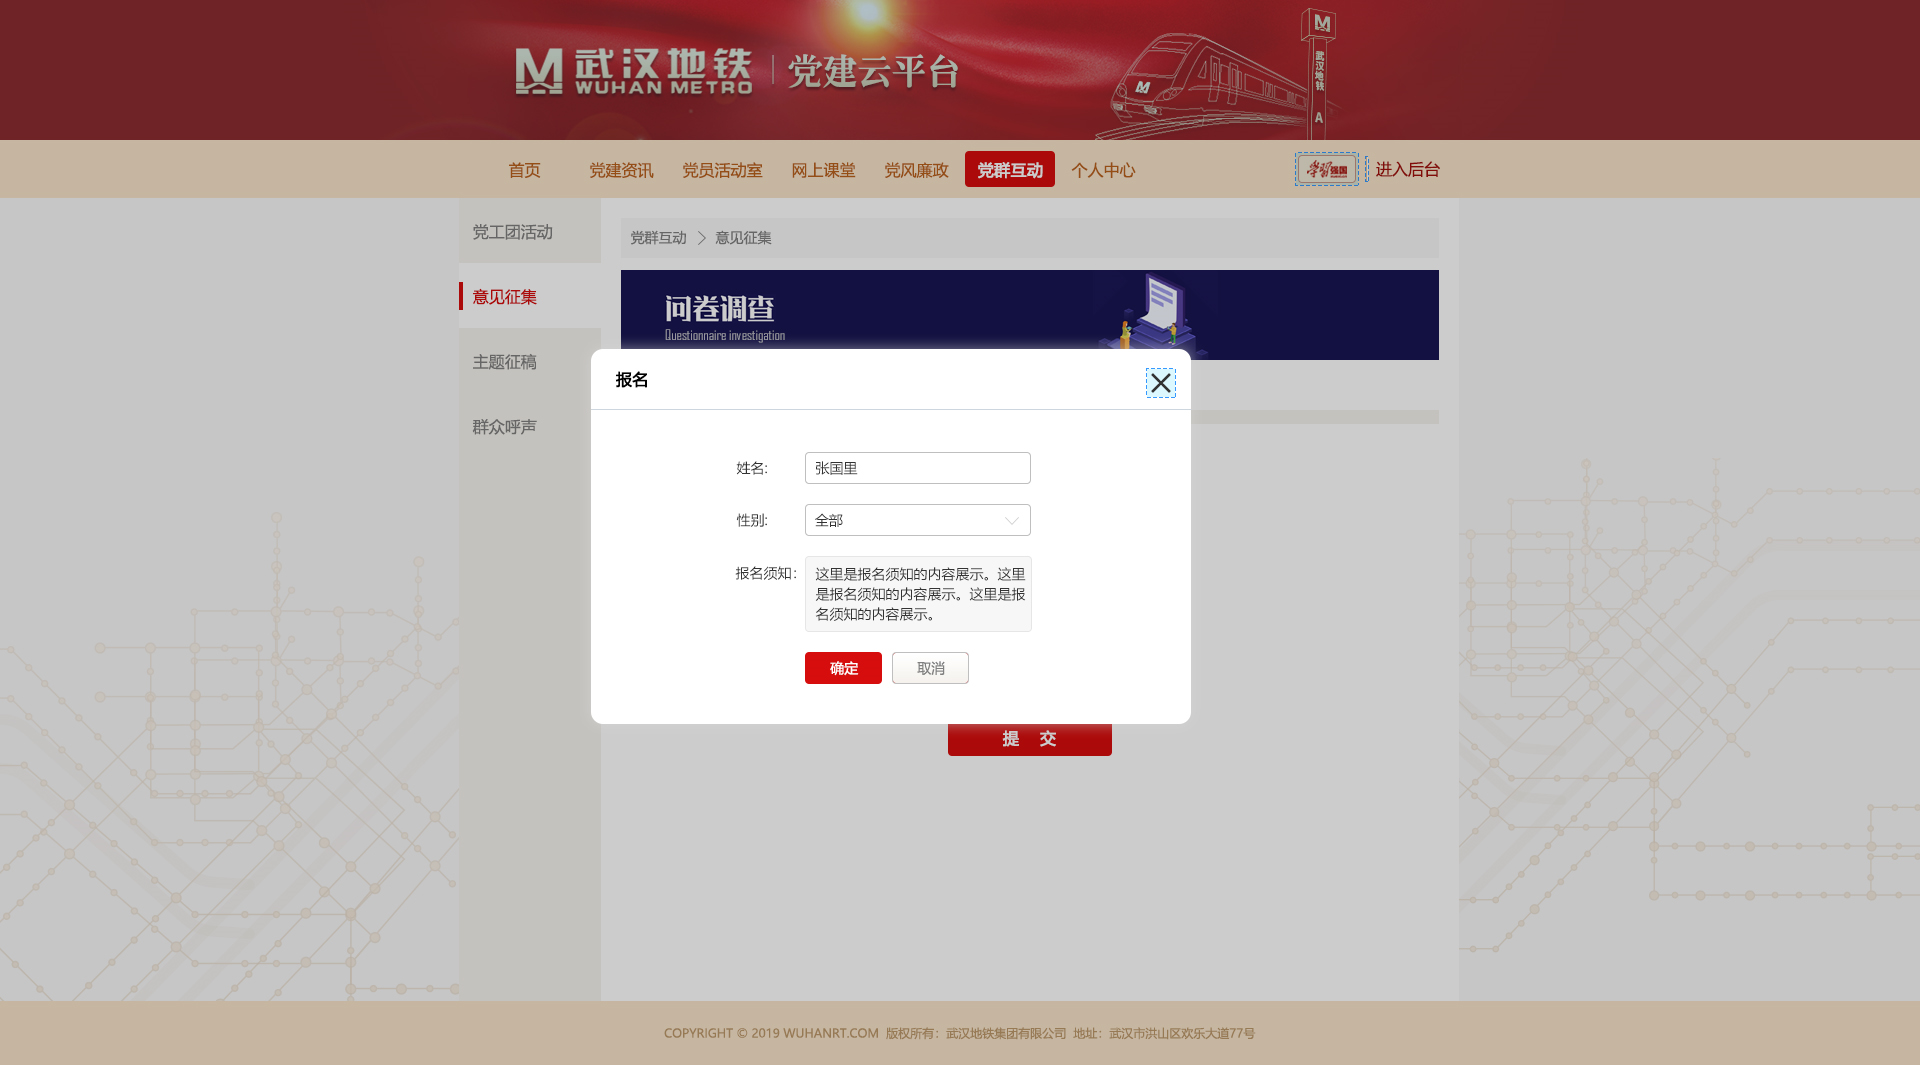 武汉地铁
WUHAN METRO
党建云平台
M
武汉地铁
A
M
首页 党建资讯 党员活动室 网上课堂 党风廉政 党群互动 个人中心
学习强国
进入后台
党工团活动
意见征集
主题征稿
群众呼声
党群互动 > 意见征集
问卷调查
Questionnaire investigation
报名
姓名: 张国里
性别: 全部
报名须知: 这里是报名须知的内容展示。这里
是报名须知的内容展示。这里是报
名须知的内容展示。
确定 取消
提 交
COPYRIGHT © 2019 WUHANRT.COM 版权所有：武汉地铁集团有限公司 地址：武汉市洪山区欢乐大道77号